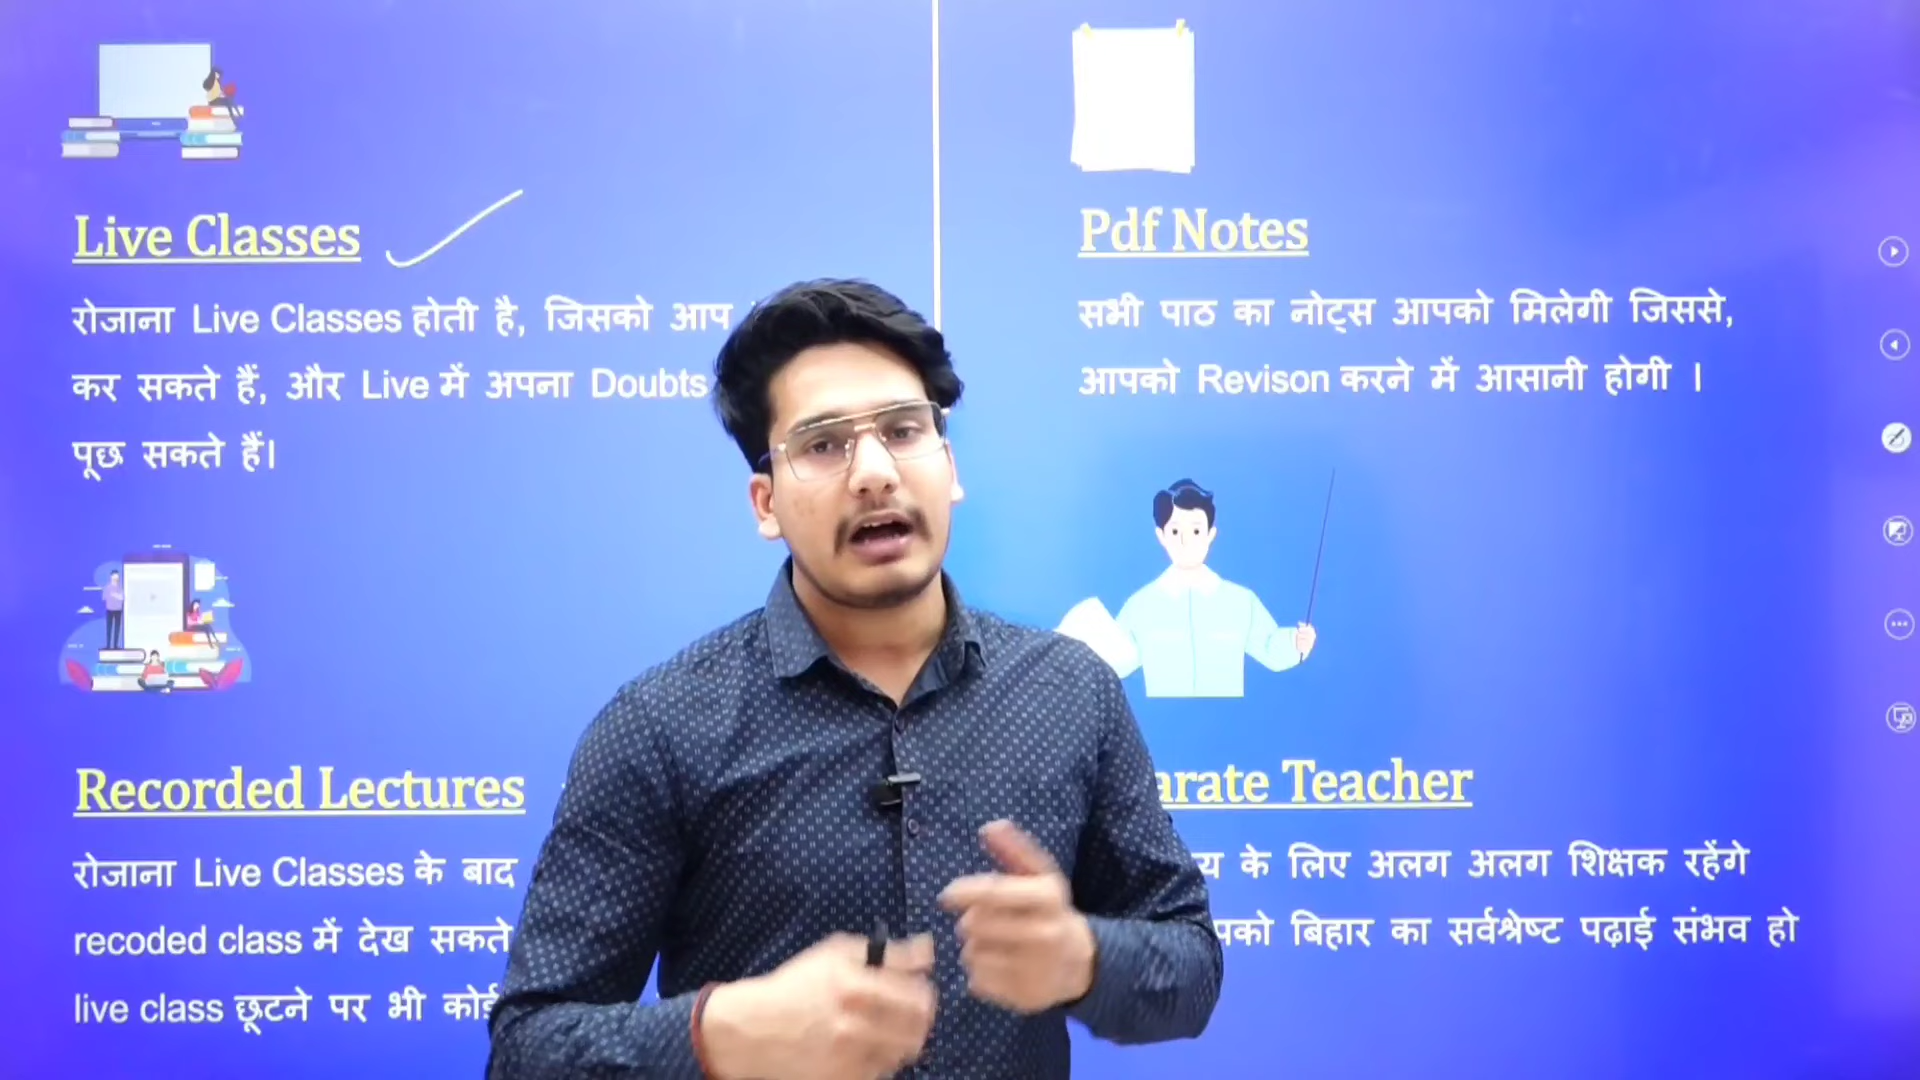 Live Classes
रोजाना Live Classes होती है, जिसको आप
कर सकते हैं, और Live में अपना Doubts
पूछ सकते हैं।
Recorded Lectures
रोजाना Live Classes के बाद
recoded class में देख सकते
live class छूटने पर भी कोई
Pdf Notes
सभी पाठ का नोट्स आपको मिलेगी जिससे,
आपको Revison करने में आसानी होगी ।
arate Teacher
य के लिए अलग अलग शिक्षक रहेंगे
पको बिहार का सर्वश्रेष्ट पढ़ाई संभव हो